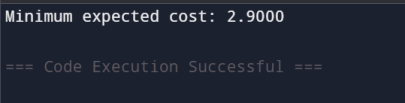 Minimum expected cost: 2.9000
=== Code Execution Successful ===